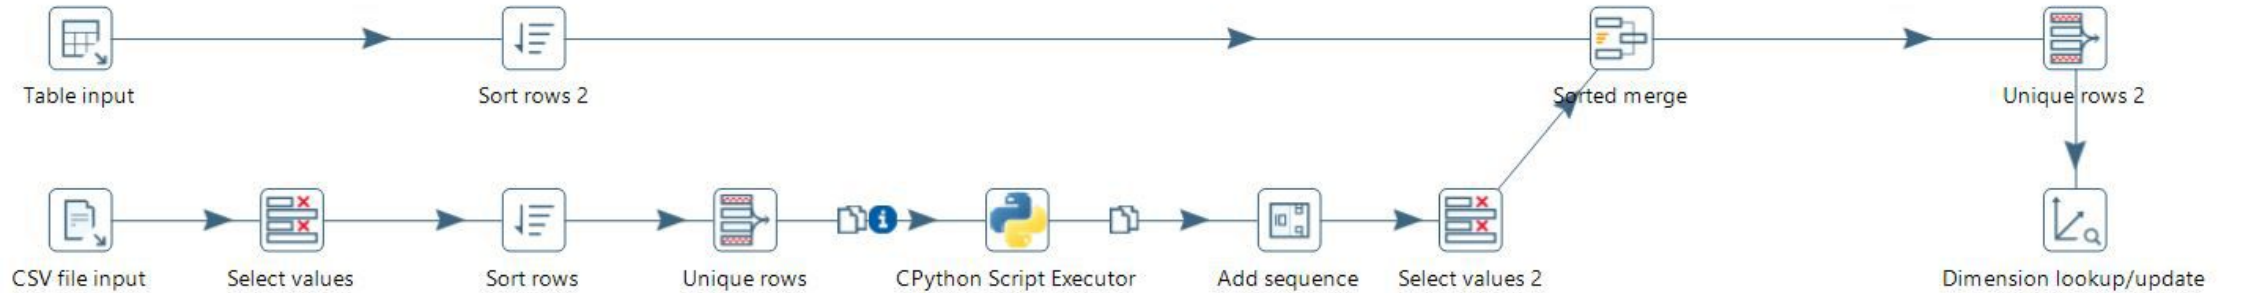 Table input
Sort rows 2
Sorted merge
Unique rows 2
CSV file input
Select values
Sort rows
Unique rows
CPython Script Executor
Add sequence
Select values 2
Dimension lookup/update